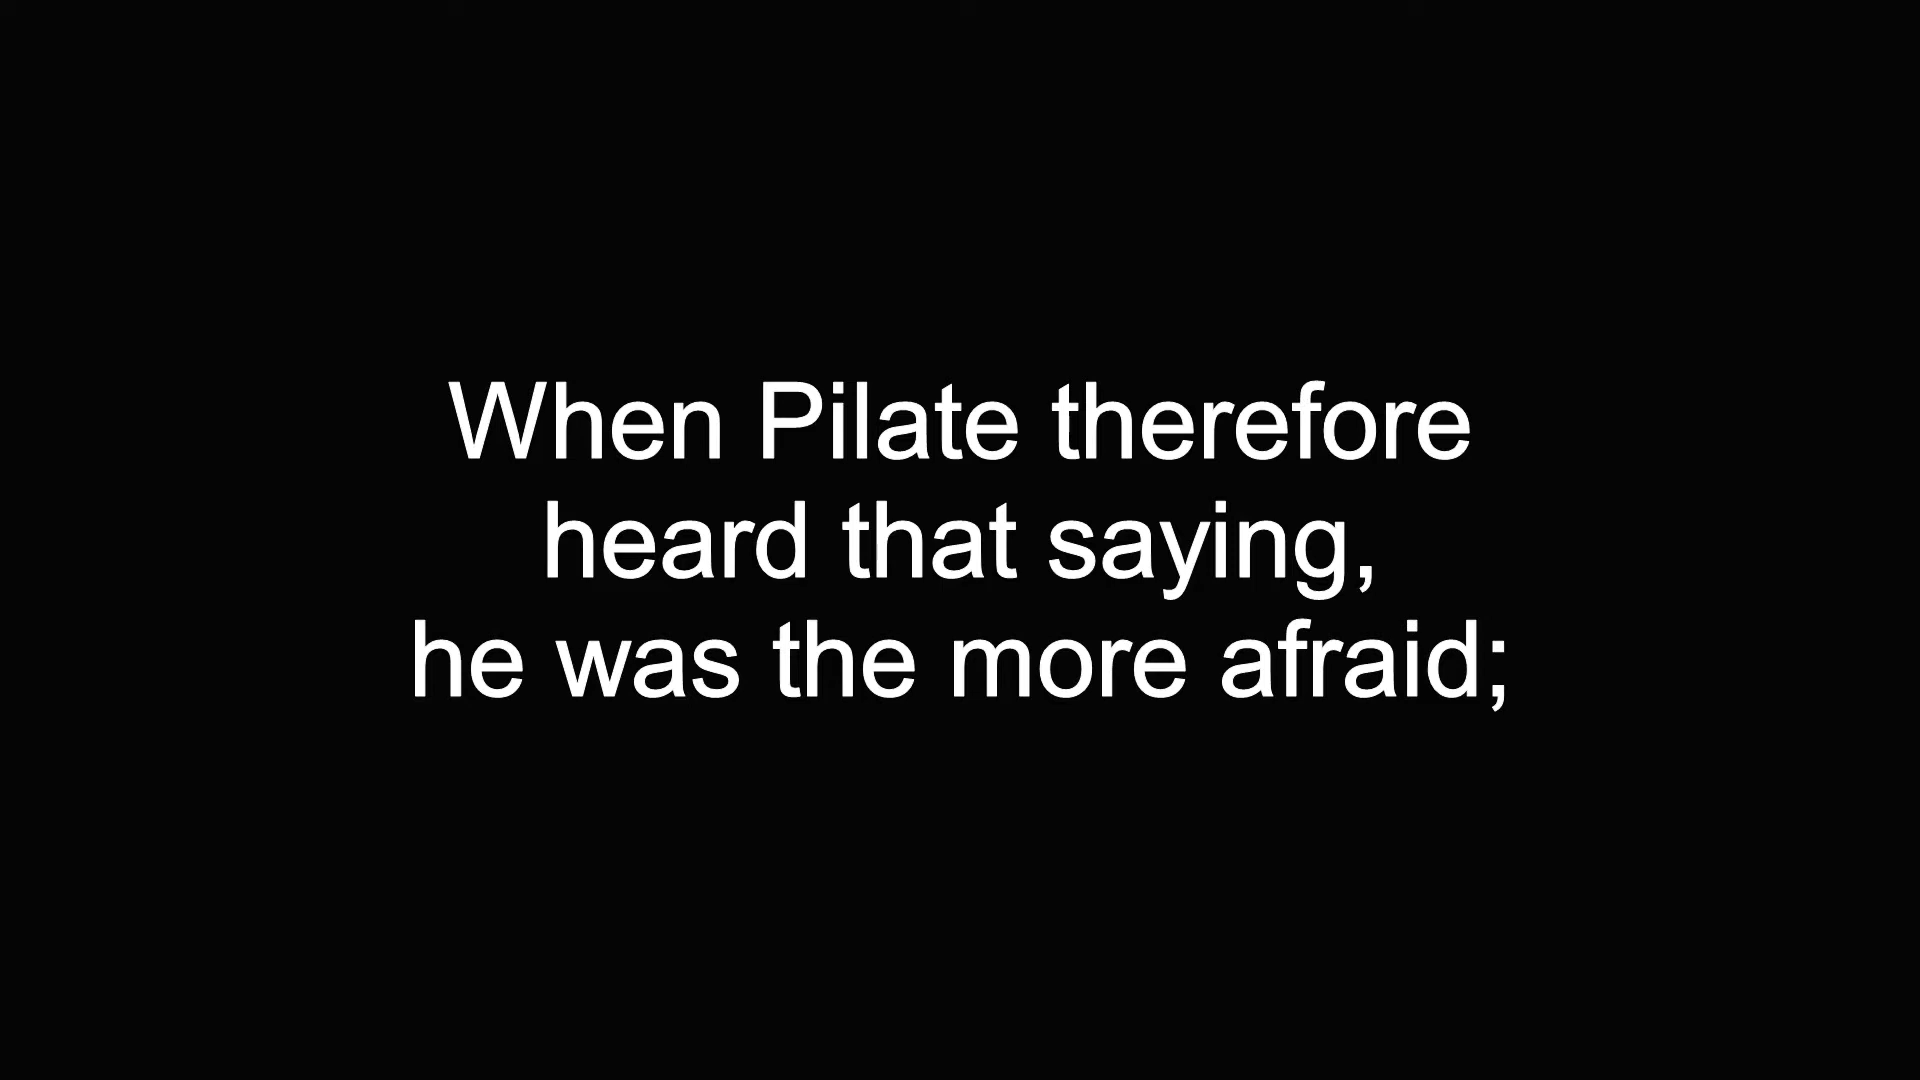 When Pilate therefore
heard that saying,
he was the more afraid;